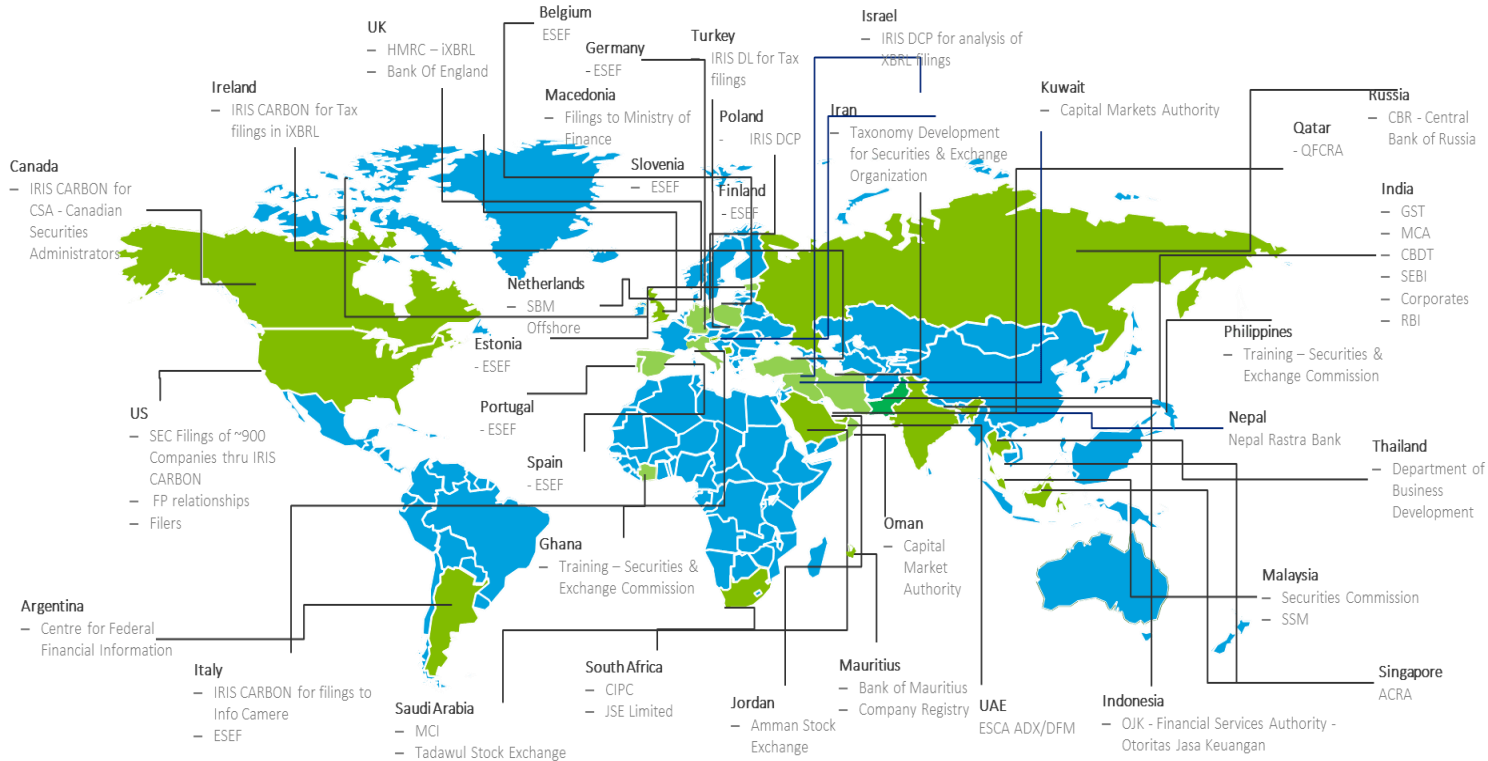 Belgium
ESEF
UK
– HMRC – iXBRL
– Bank Of England
Germany
- ESEF
Turkey
– IRIS DL for Tax
filings
Israel
– IRIS DCP for analysis of
XBRL filings
Ireland
– IRIS CARBON for Tax
filings in iXBRL
Macedonia
– Filings to Ministry of
Finance
Poland
- IRIS DCP
Iran
– Taxonomy Development
for Securities & Exchange
Organization
Kuwait
– Capital Markets Authority
Russia
– CBR - Central
Bank of Russia
Qatar
- QFCRA
Canada
– IRIS CARBON for
CSA - Canadian
Securities
Administrators
Slovenia
– ESEF
Finland
- ESEF
India
– GST
– MCA
– CBDT
– SEBI
– Corporates
– RBI
Netherlands
– SBM
Offshore
Estonia
- ESEF
Philippines
– Training – Securities &
Exchange Commission
Portugal
- ESEF
US
– SEC Filings of ~900
Companies thru IRIS
CARBON
– FP relationships
– Filers
Nepal
Nepal Rastra Bank
Spain
- ESEF
Thailand
– Department of
Business
Development
Ghana
– Training – Securities &
Exchange Commission
Oman
– Capital
Market
Authority
Malaysia
– Securities Commission
– SSM
Argentina
– Centre for Federal
Financial Information
Italy
– IRIS CARBON for filings to
Info Camere
– ESEF
Saudi Arabia
– MCI
– Tadawul Stock Exchange
South Africa
– CIPC
– JSE Limited
Jordan
– Amman Stock
Exchange
Mauritius
– Bank of Mauritius
– Company Registry
UAE
ESCA ADX/DFM
Indonesia
– OJK - Financial Services Authority -
Otoritas Jasa Keuangan
Singapore
ACRA